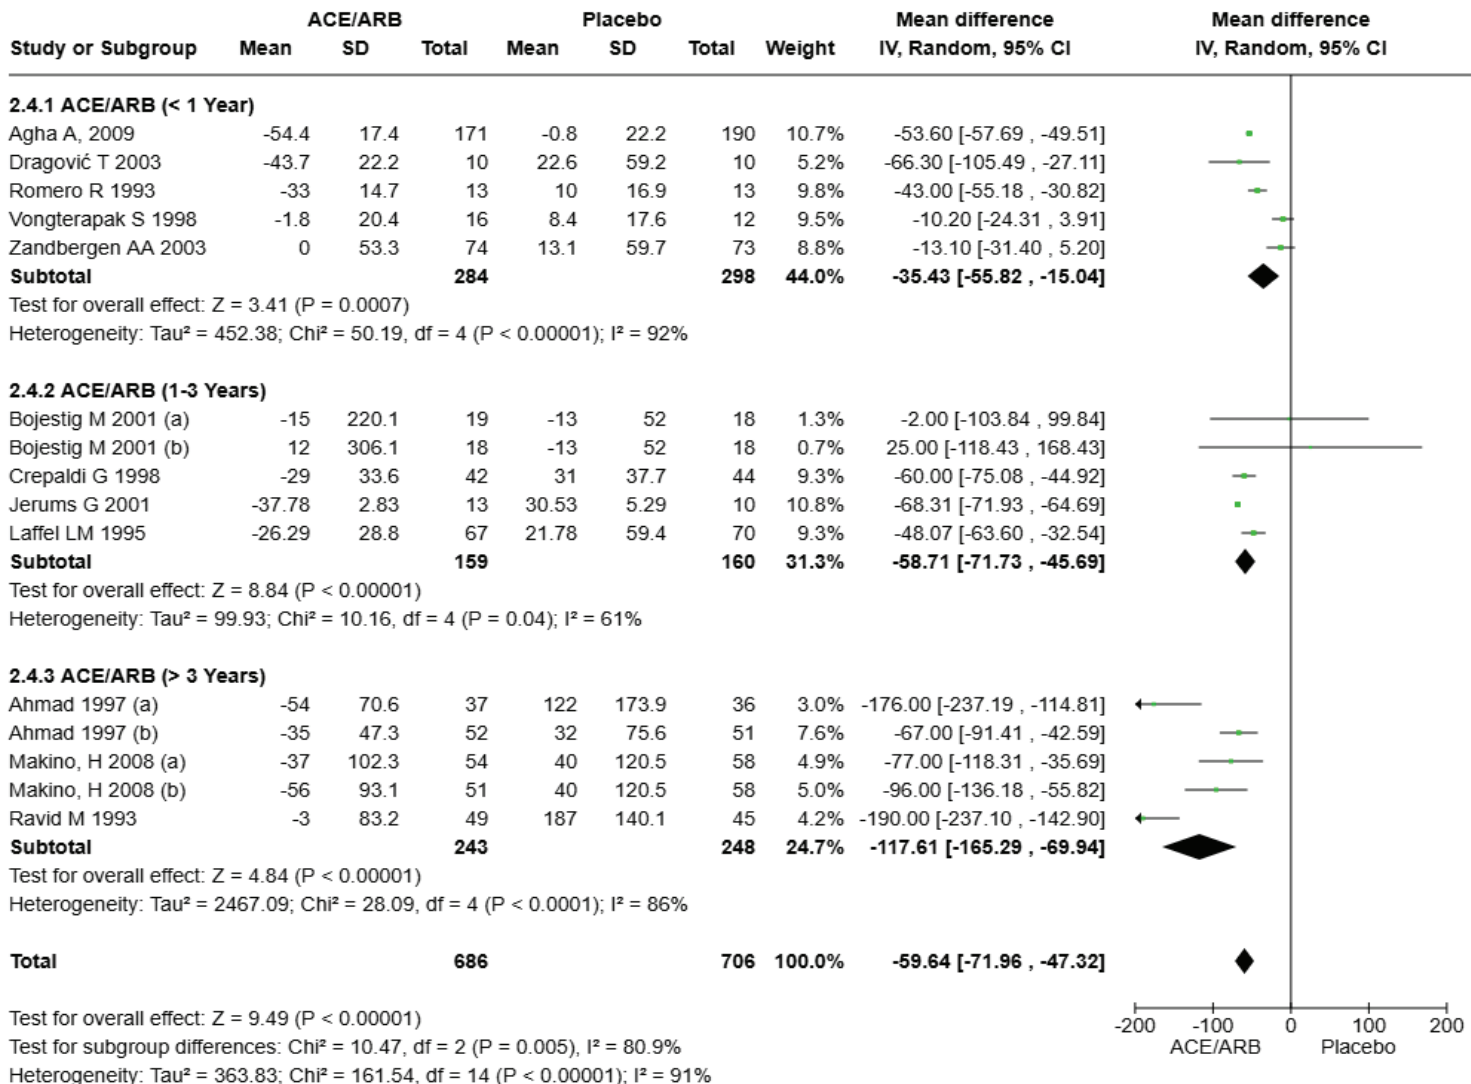 ACE/ARB Placebo Mean difference Mean difference
Study or Subgroup Mean SD Total Mean SD Total Weight IV, Random, 95% CI IV, Random, 95% CI
2.4.1 ACE/ARB (< 1 Year)
Agha A, 2009 -54.4 17.4 171 -0.8 22.2 190 10.7% -53.60 [-57.69 , -49.51]
Dragović T 2003 -43.7 22.2 10 22.6 59.2 10 5.2% -66.30 [-105.49 , -27.11]
Romero R 1993 -33 14.7 13 10 16.9 13 9.8% -43.00 [-55.18 , -30.82]
Vongterapak S 1998 -1.8 20.4 16 8.4 17.6 12 9.5% -10.20 [-24.31 , 3.91]
Zandbergen AA 2003 0 53.3 74 13.1 59.7 73 8.8% -13.10 [-31.40 , 5.20]
Subtotal 284 298 44.0% -35.43 [-55.82 , -15.04]
Test for overall effect: Z = 3.41 (P = 0.0007)
Heterogeneity: Tau² = 452.38; Chi² = 50.19, df = 4 (P < 0.00001); I² = 92%
2.4.2 ACE/ARB (1-3 Years)
Bojestig M 2001 (a) -15 220.1 19 -13 52 18 1.3% -2.00 [-103.84 , 99.84]
Bojestig M 2001 (b) 12 306.1 18 -13 52 18 0.7% 25.00 [-118.43 , 168.43]
Crepaldi G 1998 -29 33.6 42 31 37.7 44 9.3% -60.00 [-75.08 , -44.92]
Jerums G 2001 -37.78 2.83 13 30.53 5.29 10 10.8% -68.31 [-71.93 , -64.69]
Laffel LM 1995 -26.29 28.8 67 21.78 59.4 70 9.3% -48.07 [-63.60 , -32.54]
Subtotal 159 160 31.3% -58.71 [-71.73 , -45.69]
Test for overall effect: Z = 8.84 (P < 0.00001)
Heterogeneity: Tau² = 99.93; Chi² = 10.16, df = 4 (P = 0.04); I² = 61%
2.4.3 ACE/ARB (> 3 Years)
Ahmad 1997 (a) -54 70.6 37 122 173.9 36 3.0% -176.00 [-237.19 , -114.81]
Ahmad 1997 (b) -35 47.3 52 32 75.6 51 7.6% -67.00 [-91.41 , -42.59]
Makino, H 2008 (a) -37 102.3 54 40 120.5 58 4.9% -77.00 [-118.31 , -35.69]
Makino, H 2008 (b) -56 93.1 51 40 120.5 58 5.0% -96.00 [-136.18 , -55.82]
Ravid M 1993 -3 83.2 49 187 140.1 45 4.2% -190.00 [-237.10 , -142.90]
Subtotal 243 248 24.7% -117.61 [-165.29 , -69.94]
Test for overall effect: Z = 4.84 (P < 0.00001)
Heterogeneity: Tau² = 2467.09; Chi² = 28.09, df = 4 (P < 0.0001); I² = 86%
Total 686 706 100.0% -59.64 [-71.96 , -47.32]
Test for overall effect: Z = 9.49 (P < 0.00001)
-200 -100 0 100 200
Test for subgroup differences: Chi² = 10.47, df = 2 (P = 0.005), I² = 80.9%
ACE/ARB Placebo
Heterogeneity: Tau² = 363.83; Chi² = 161.54, df = 14 (P < 0.00001); I² = 91%